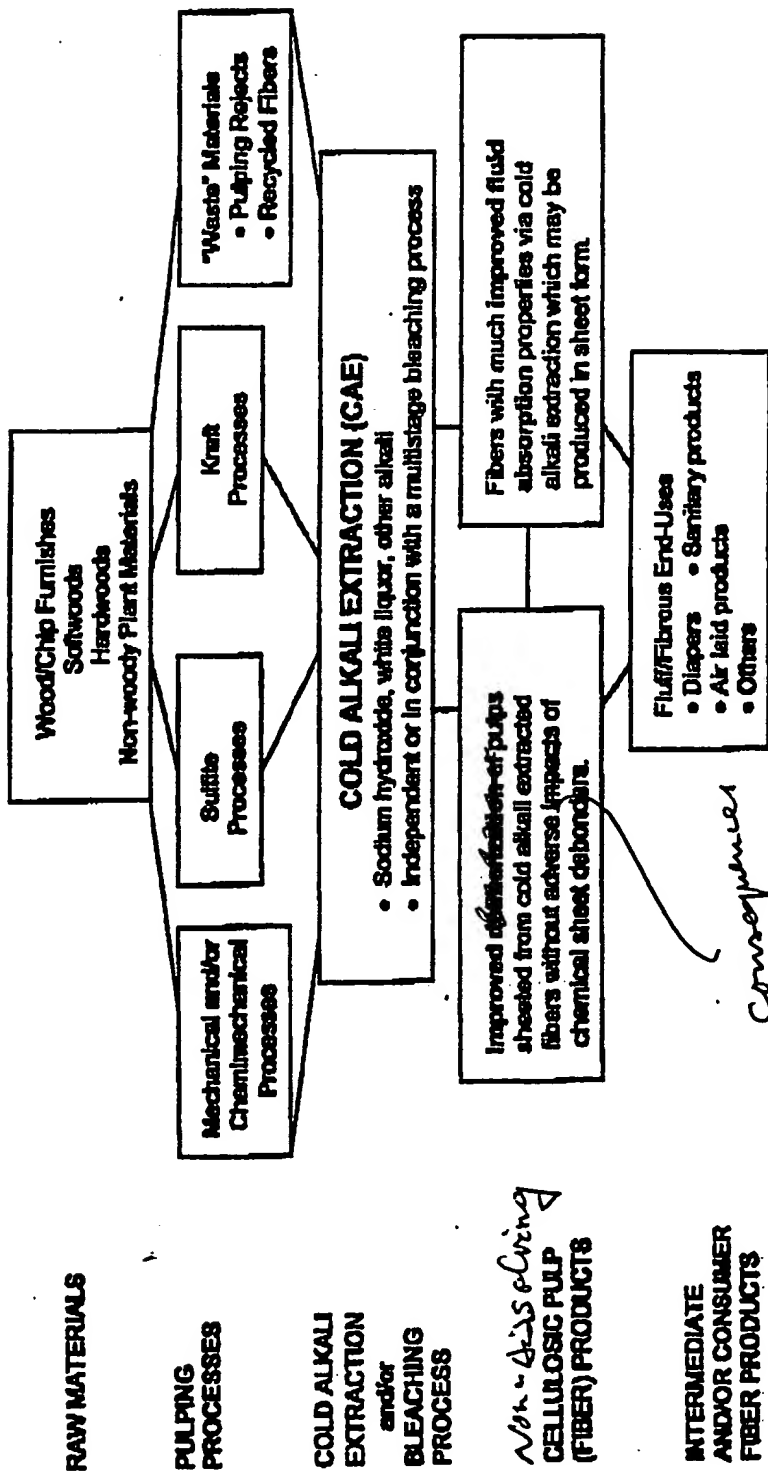 RAW MATERIALS
Wood/Chip Furnishes
Softwoods
Hardwoods
Non-woody Plant Materials
PULPING
PROCESSES
Mechanical and/or
Chemimechanical
Processes
Sulfite
Processes
Kraft
Processes
"Waste" Materials
• Pulping Rejects
• Recycled Fibers
COLD ALKALI
EXTRACTION
and/or
BLEACHING
PROCESS
COLD ALKALI EXTRACTION (CAE)
• Sodium hydroxide, white liquor, other alkali
• Independent or in conjunction with a multistage bleaching process
Non-dissolving
CELLULOSIC PULP
(FIBER) PRODUCTS
Improved of pulps
sheeted from cold alkali extracted
fibers without adverse impacts of
chemical sheet debonders.
Consequences
Fibers with much improved fluid
absorption properties via cold
alkali extraction which may be
produced in sheet form.
INTERMEDIATE
AND/OR CONSUMER
FIBER PRODUCTS
Fluff/Fibrous End-Uses
• Diapers • Sanitary products
• Air laid products
• Others